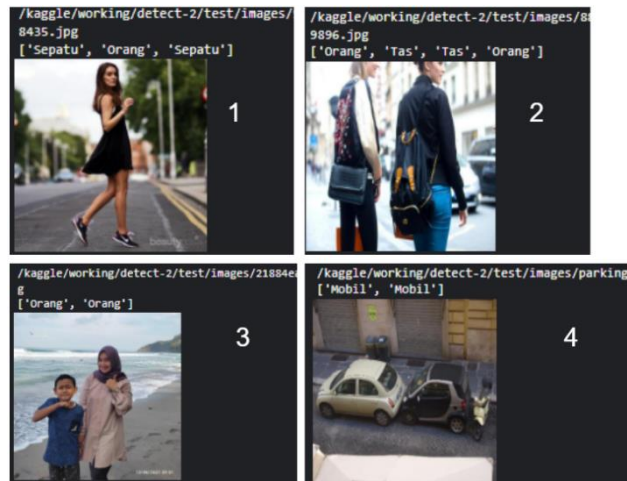 /kaggle/working/detect-2/test/images/
8435.jpg
['Sepatu', 'Orang', 'Sepatu']
1
/kaggle/working/detect-2/test/images/8
9896.jpg
['Orang', 'Tas', 'Tas', 'Orang']
2
/kaggle/working/detect-2/test/images/21884e
g
['Orang', 'Orang']
3
/kaggle/working/detect-2/test/images/parking
['Mobil', 'Mobil']
4